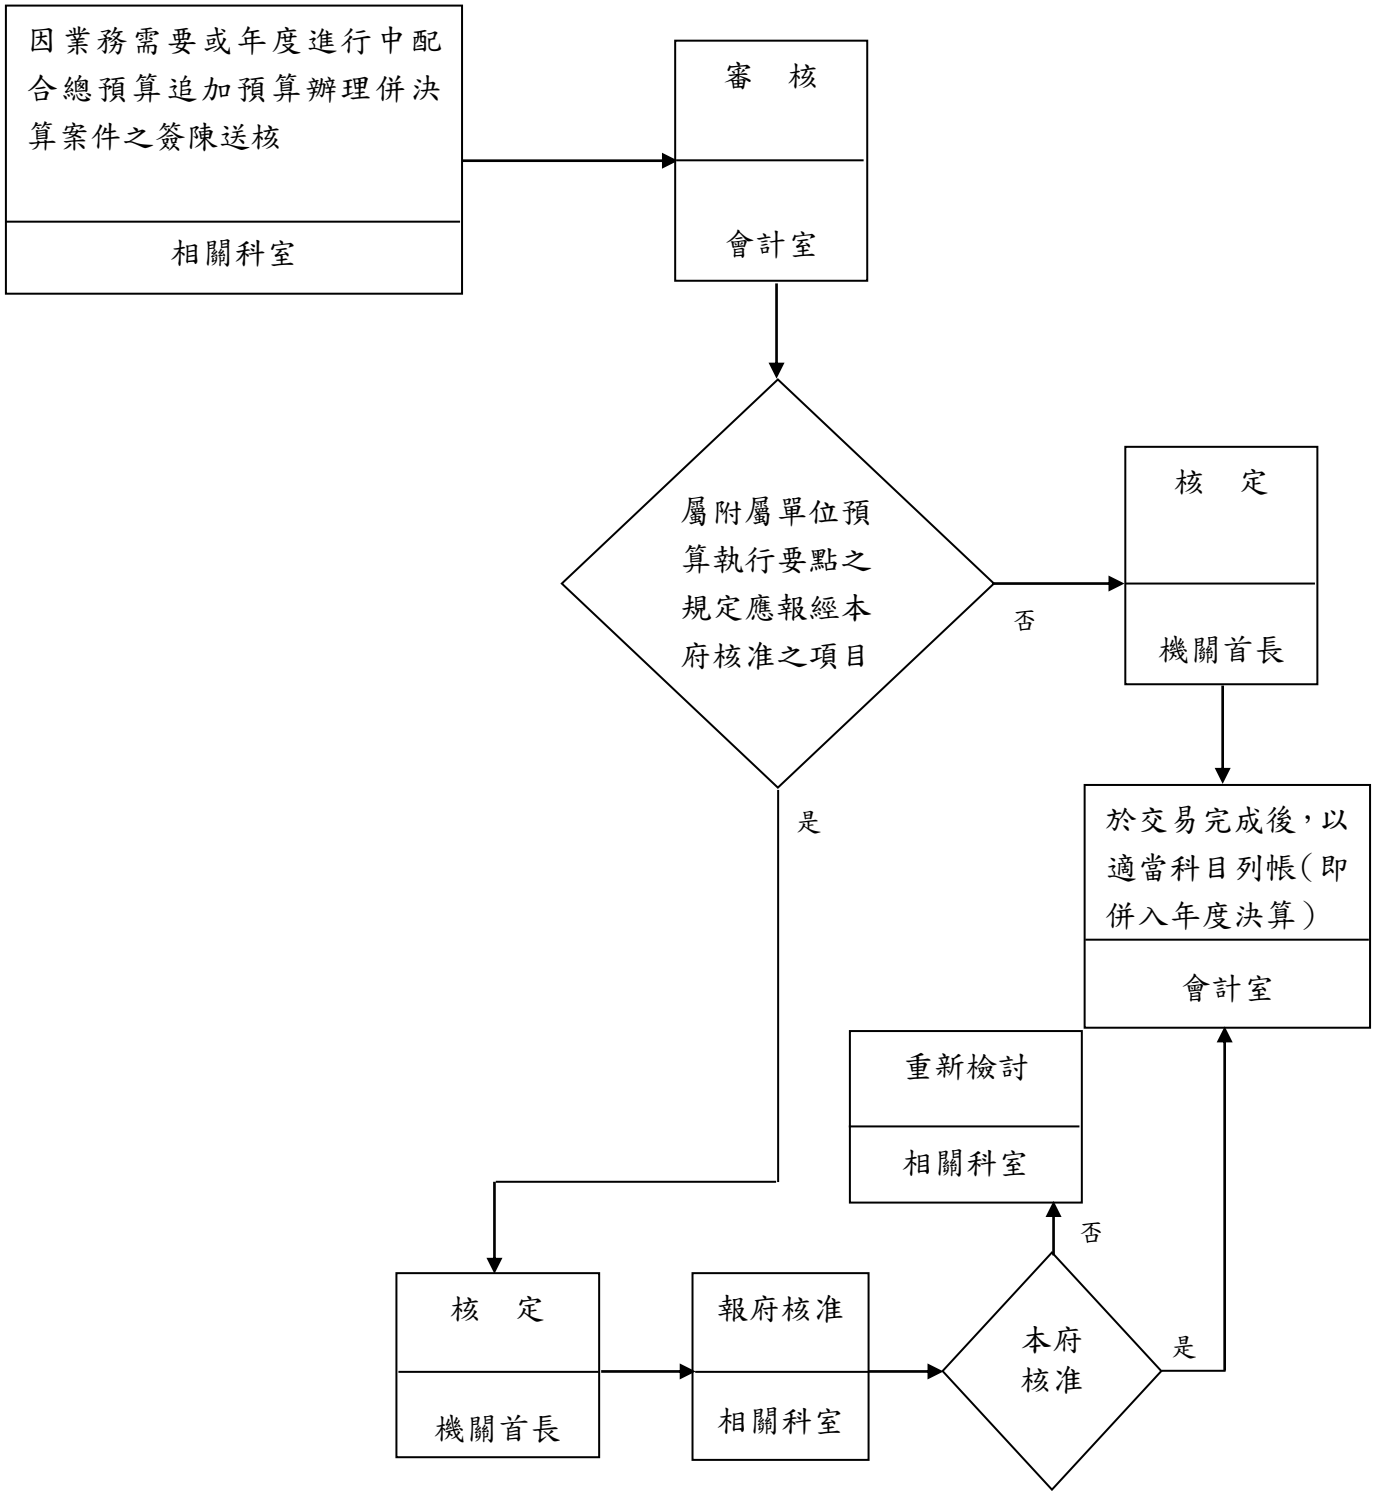 因業務需要或年度進行中配
合總預算追加預算辦理併決
算案件之簽陳送核
相關科室
審 核
會計室
屬附屬單位預
算執行要點之
規定應報經本
府核准之項目
否
核 定
機關首長
是
於交易完成後，以
適當科目列帳(即
併入年度決算)
會計室
重新檢討
相關科室
否
核 定
機關首長
報府核准
相關科室
本府
核准
是